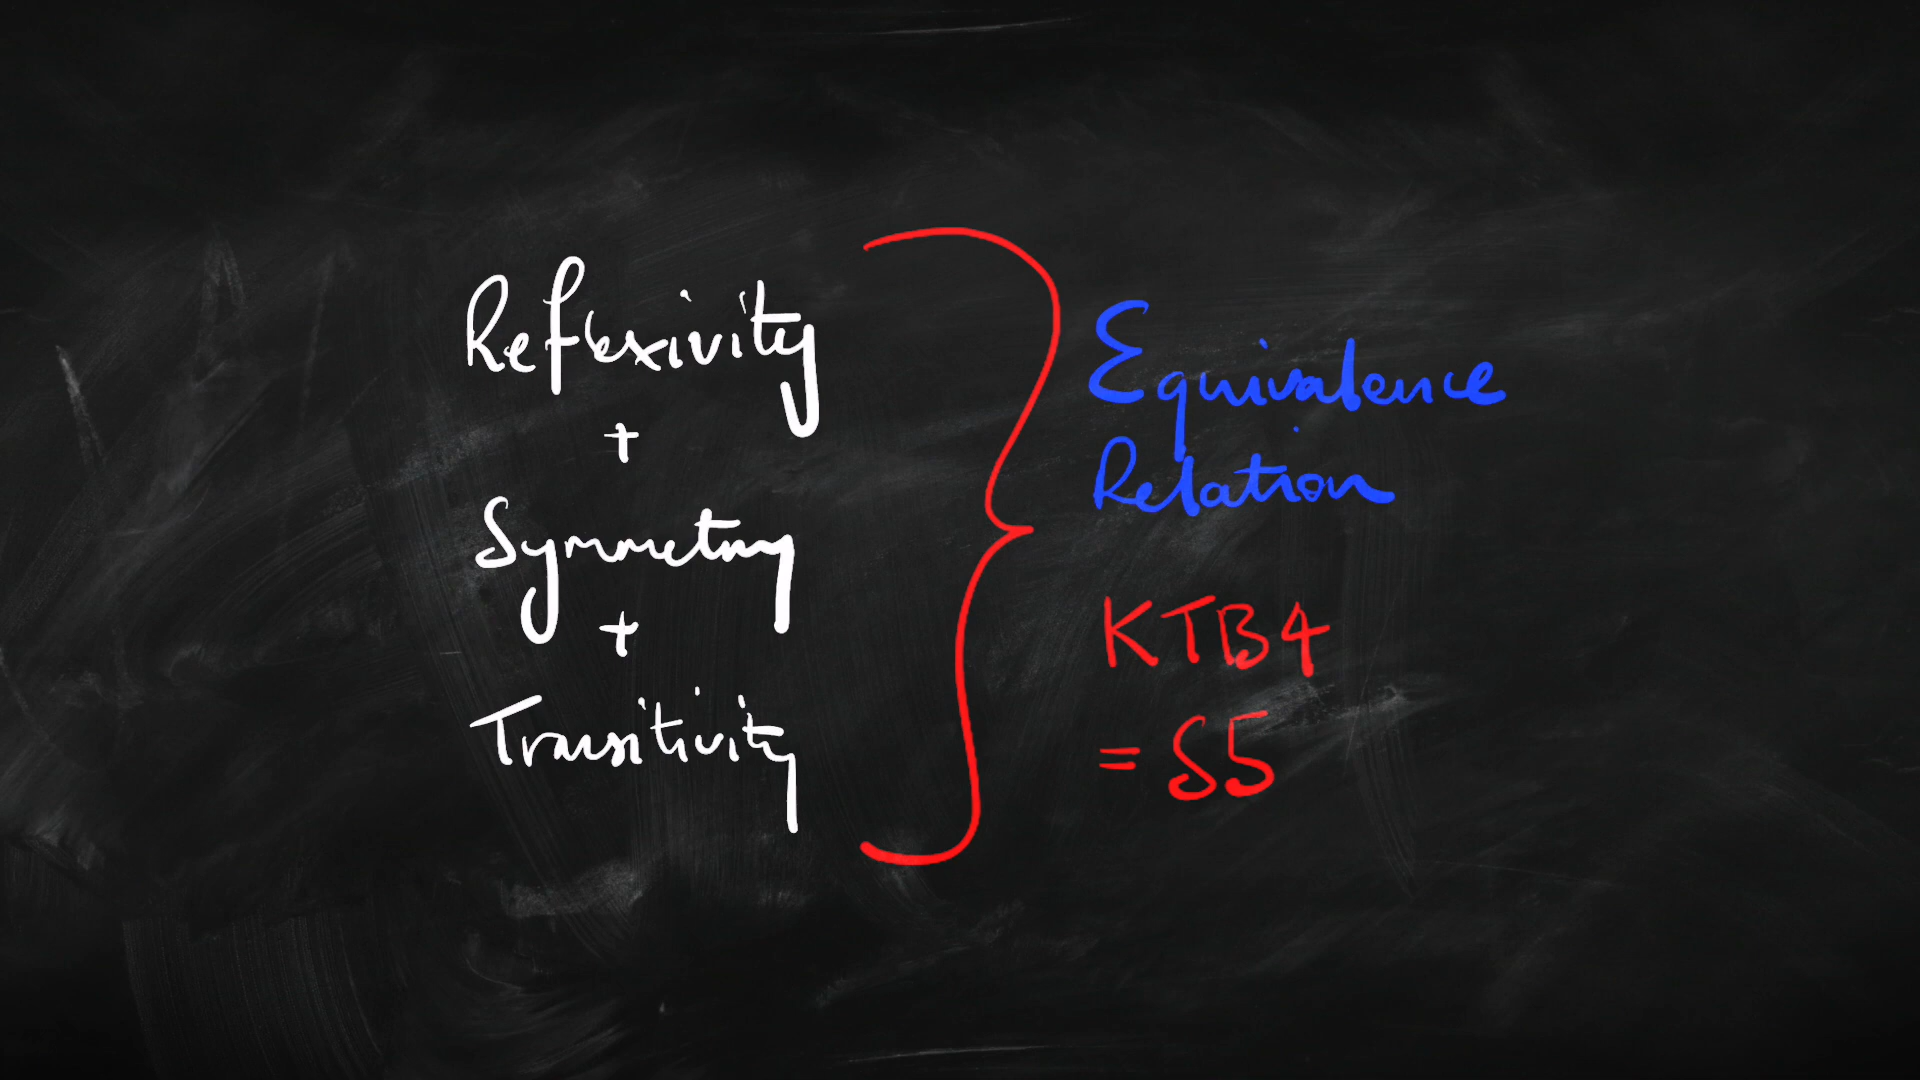 Reflexivity
+
Symmetry
+
Transitivity
Equivalence
Relation
KTB4
= S5